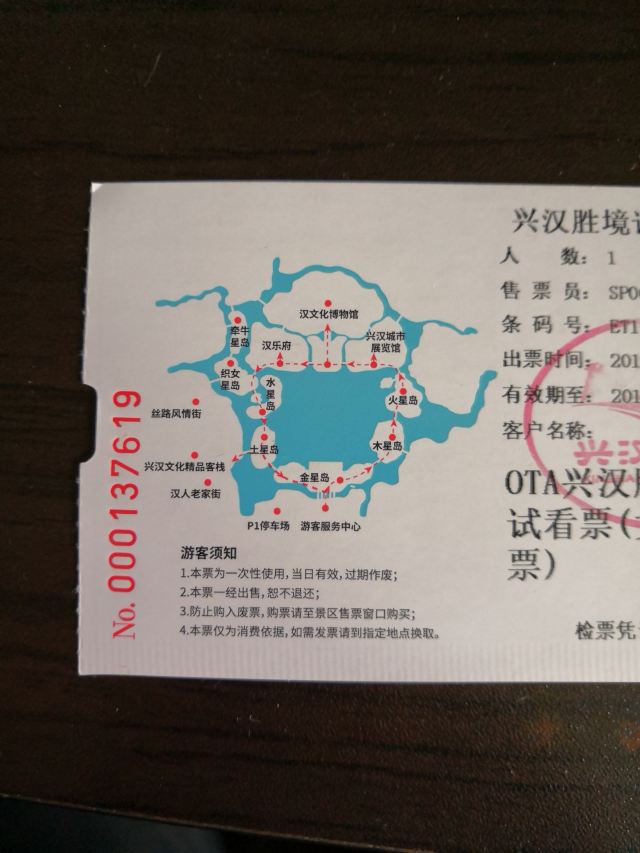 No. 000137619
汉文化博物馆
牵牛
星岛
汉乐府
兴汉城市
展览馆
织女
星岛
水星岛
火星岛
丝路风情街
土星岛
木星岛
兴汉文化精品客栈
金星岛
汉人老家街
P1停车场
游客服务中心
游客须知
1.本票为一次性使用，当日有效，过期作废；
2.本票一经出售，恕不退还；
3.防止购入废票，购票请至景区售票窗口购买；
4.本票仅为消费依据，如需发票请到指定地点换取。
兴汉胜境
人 数：1
售 票 员：SPO
条 码 号：ET1
出票时间：201
有效期至：201
客户名称：
兴汉
OTA兴汉
试看票(
票)
检票凭